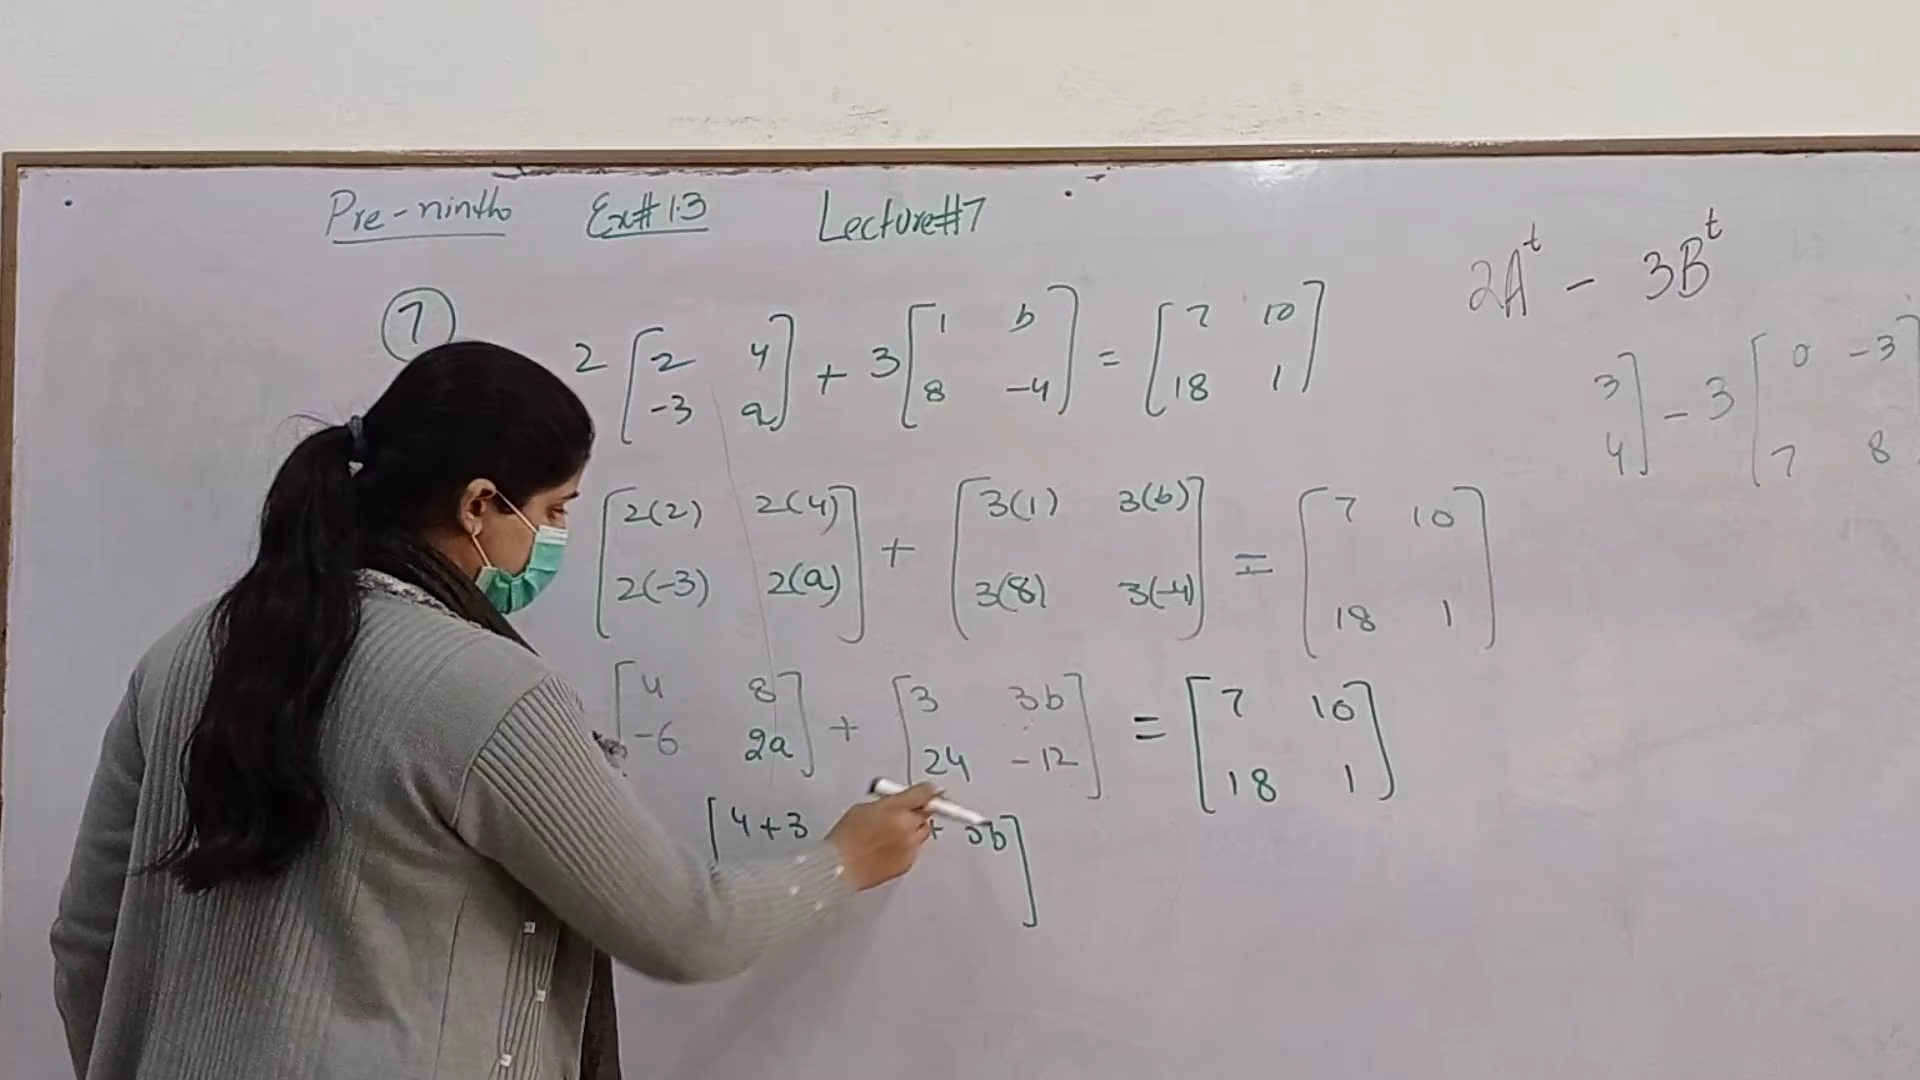 Pre-ninth Ex#1.3 Lecture#7
7
2 [2 4] + 3 [1 b] = [7 10]
[-3 a] [8 -4] [18 1]
[2(2) 2(4)] + [3(1) 3(b)] = [7 10]
[2(-3) 2(a)] [3(8) 3(-4)] [18 1]
[4 8] + [3 3b] = [7 10]
[-6 2a] [24 -12] [18 1]
[4+3 + 3b]
2Aᵗ - 3Bᵗ
3] - 3 [0 -3]
4] [7 8